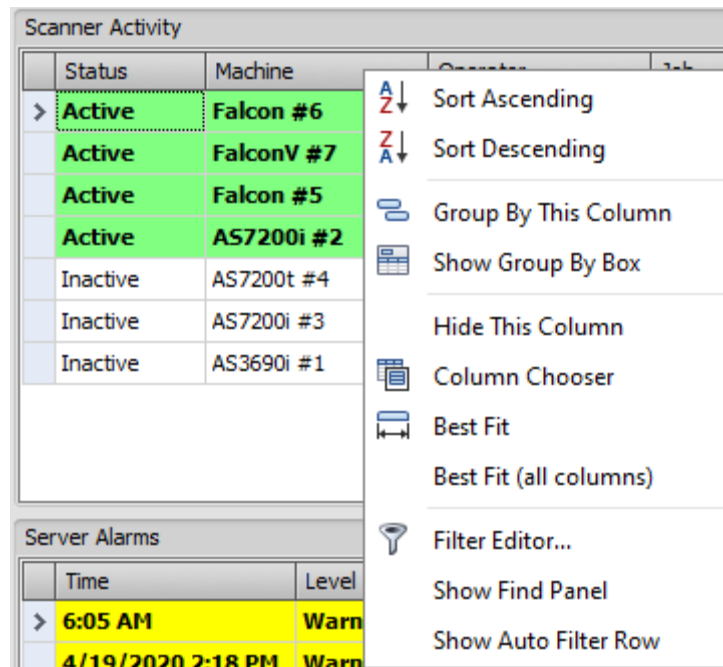 Scanner Activity
Status Machine
Active Falcon #6
Active FalconV #7
Active Falcon #5
Active AS7200i #2
Inactive AS7200t #4
Inactive AS7200i #3
Inactive AS3690i #1
Sort Ascending
Sort Descending
Group By This Column
Show Group By Box
Hide This Column
Column Chooser
Best Fit
Best Fit (all columns)
Filter Editor...
Show Find Panel
Show Auto Filter Row
Server Alarms
Time Level
6:05 AM Warn
4/19/2020 2:18 PM Warn